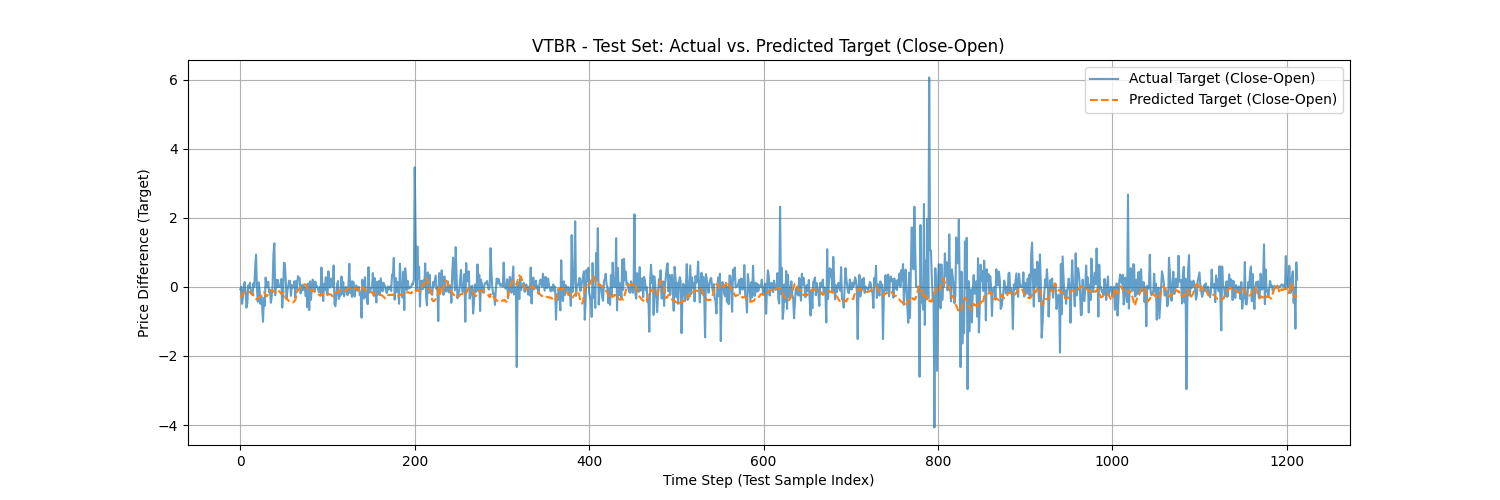 VTBR - Test Set: Actual vs. Predicted Target (Close-Open)
Actual Target (Close-Open)
Predicted Target (Close-Open)
Price Difference (Target)
6
4
2
0
−2
−4
0 200 400 600 800 1000 1200
Time Step (Test Sample Index)